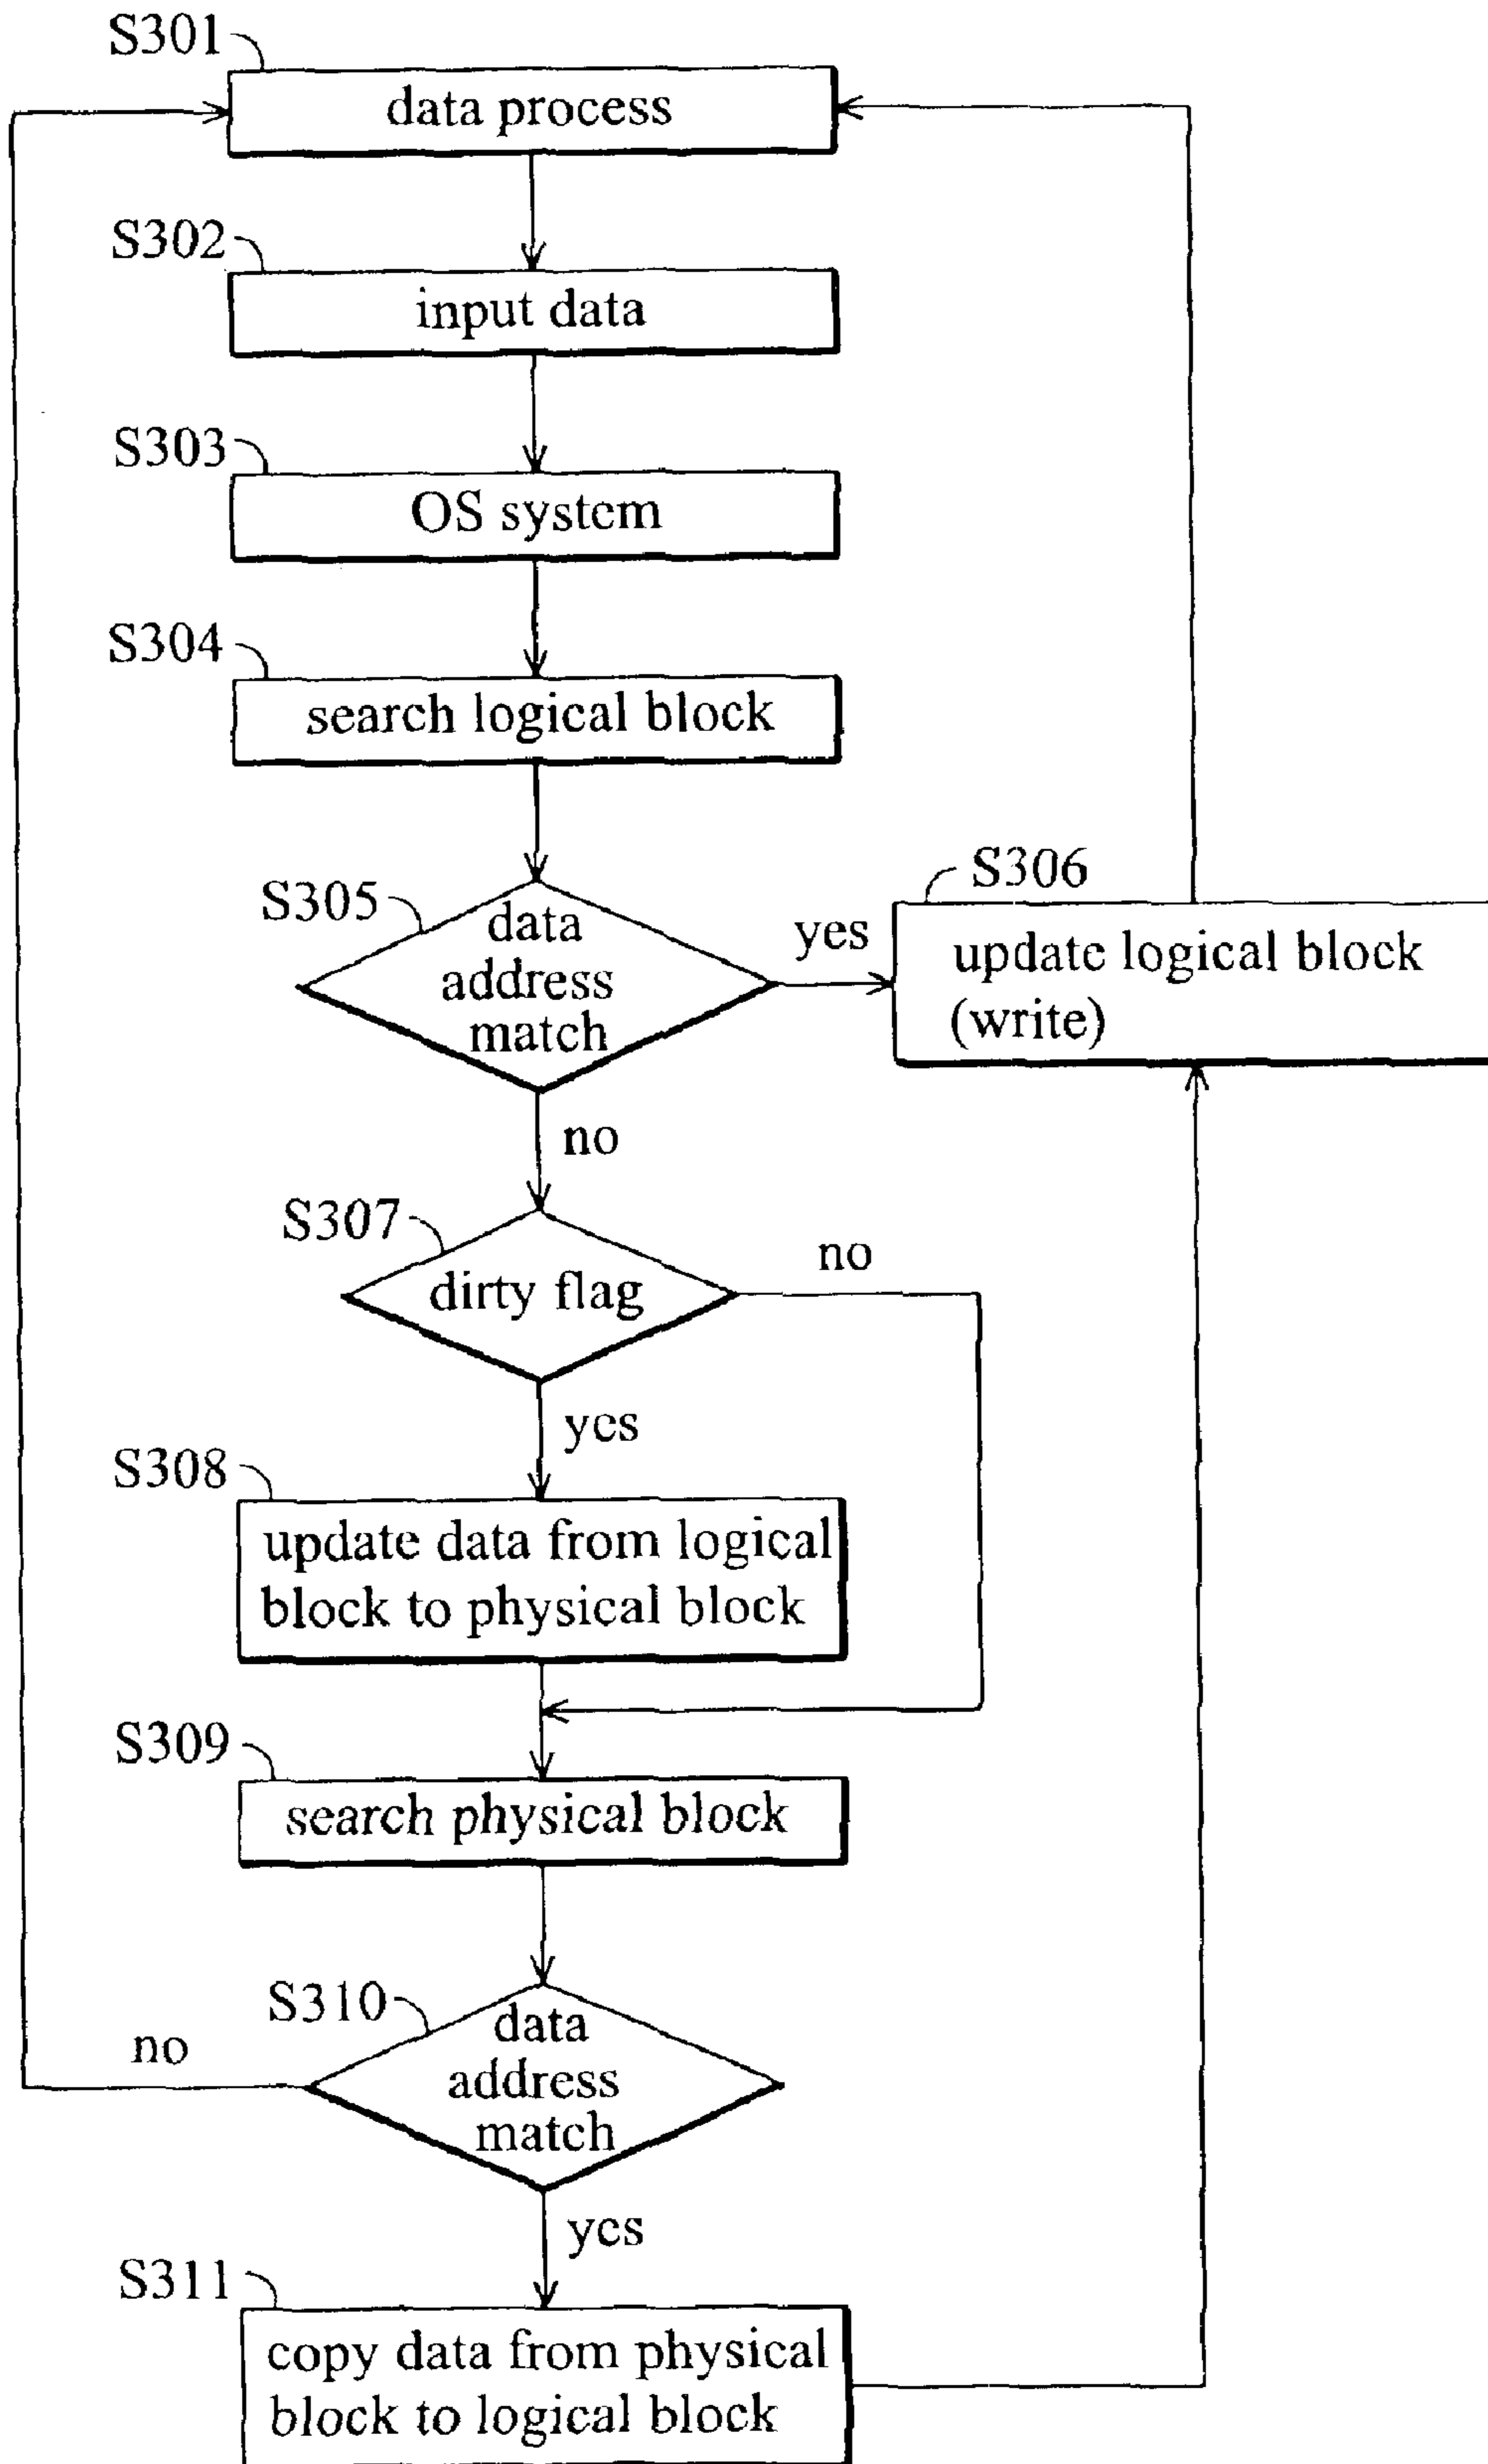 S301
data process
S302
input data
S303
OS system
S304
search logical block
S305
data
address
match
yes
S306
update logical block
(write)
no
S307
dirty flag
no
yes
S308
update data from logical
block to physical block
S309
search physical block
S310
data
address
match
no
yes
S311
copy data from physical
block to logical block